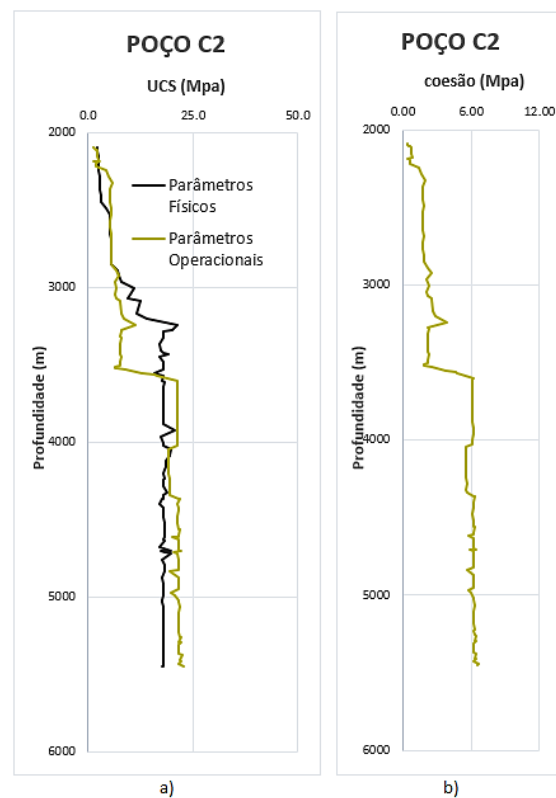 POÇO C2
UCS (Mpa)
0.0 25.0 50.0
2000
3000
4000
5000
6000
Profundidade (m)
Parâmetros
Físicos
Parâmetros
Operacionais
a)
POÇO C2
coesão (Mpa)
0.00 6.00 12.00
2000
3000
4000
5000
6000
Profundidade (m)
b)